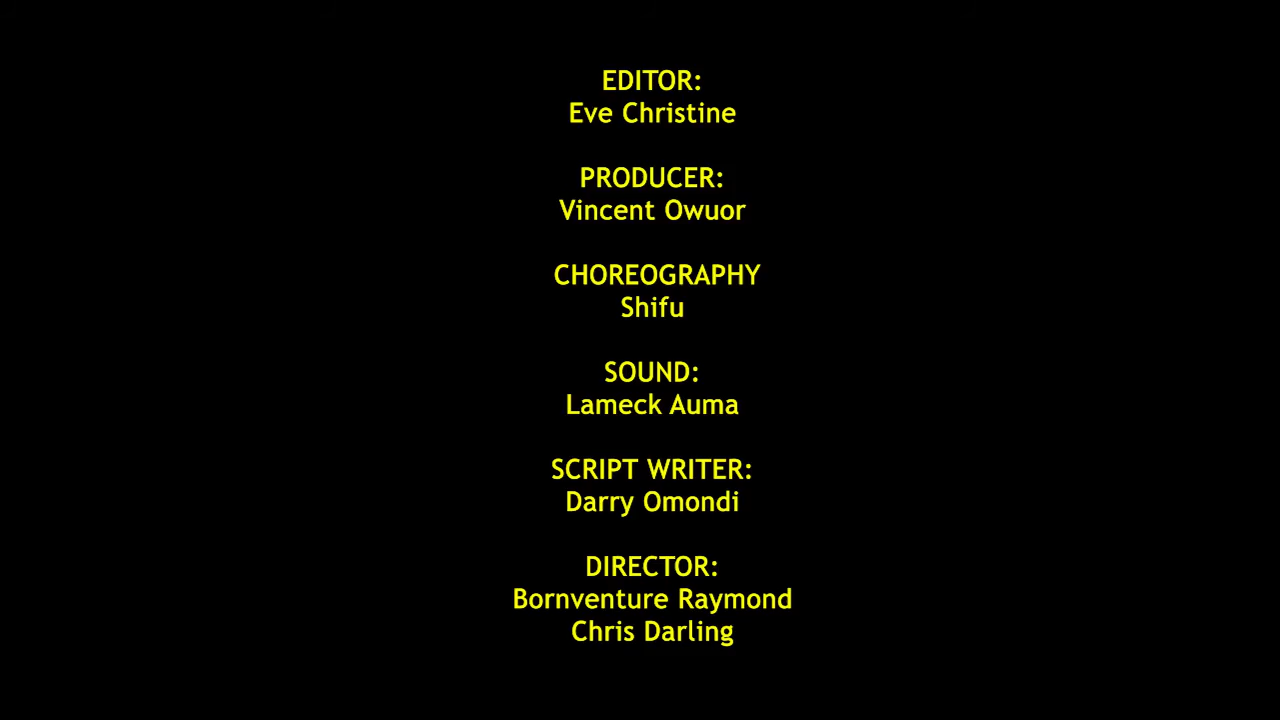 EDITOR:
Eve Christine
PRODUCER:
Vincent Owuor
CHOREOGRAPHY
Shifu
SOUND:
Lameck Auma
SCRIPT WRITER:
Darry Omondi
DIRECTOR:
Bornventure Raymond
Chris Darling